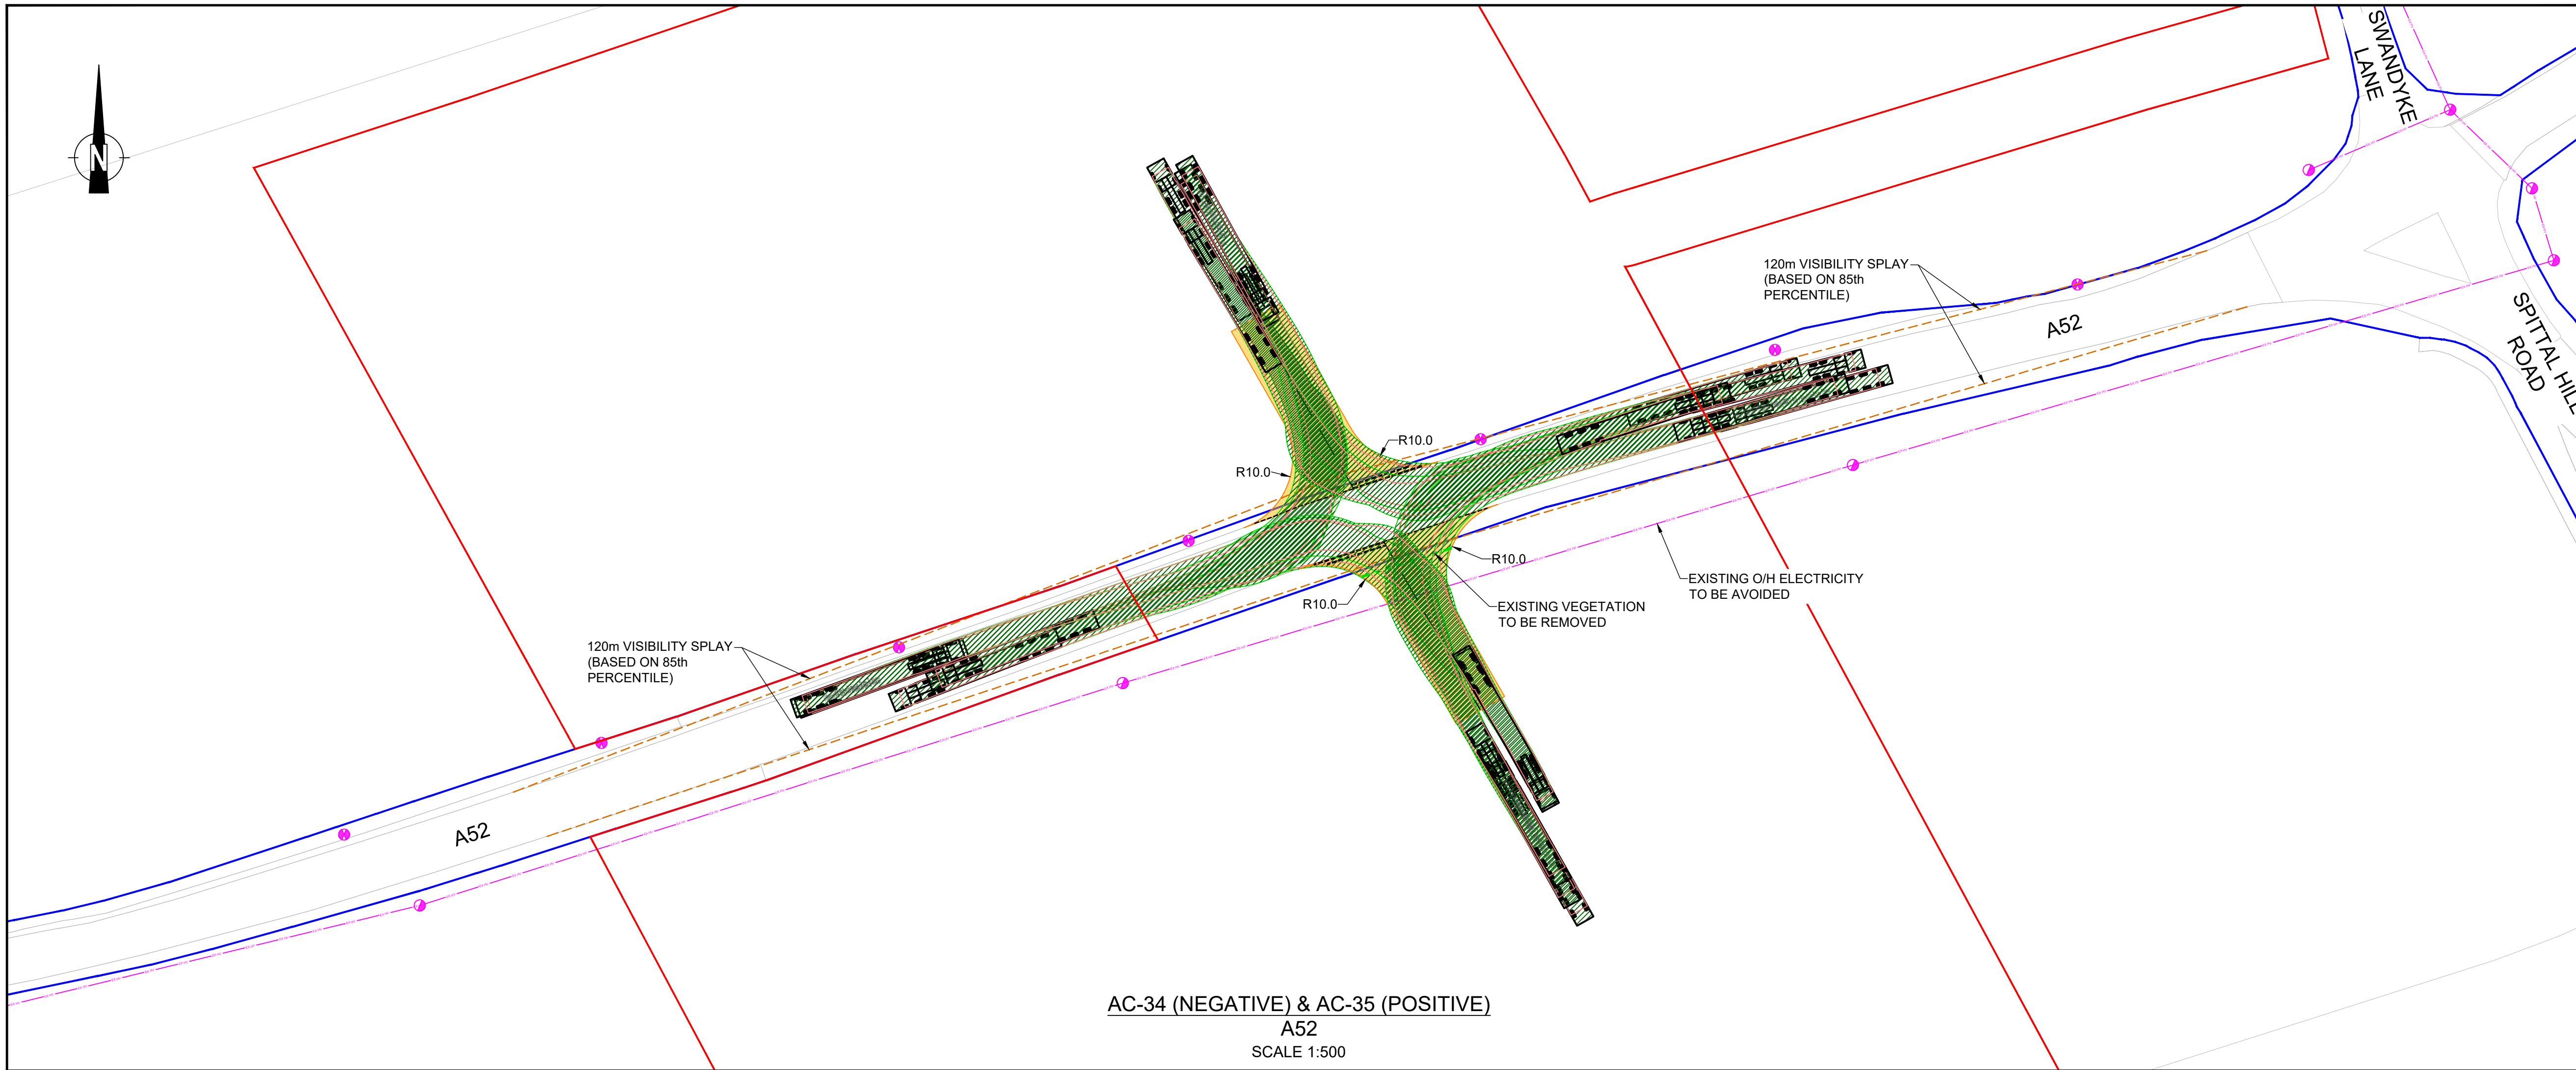 N
SWANDYKE
LANE
120m VISIBILITY SPLAY
(BASED ON 85th
PERCENTILE)
A52
SPITTAL HILL
ROAD
R10.0
R10.0
R10.0
R10.0
EXISTING O/H ELECTRICITY
TO BE AVOIDED
EXISTING VEGETATION
TO BE REMOVED
120m VISIBILITY SPLAY
(BASED ON 85th
PERCENTILE)
A52
AC-34 (NEGATIVE) & AC-35 (POSITIVE)
A52
SCALE 1:500